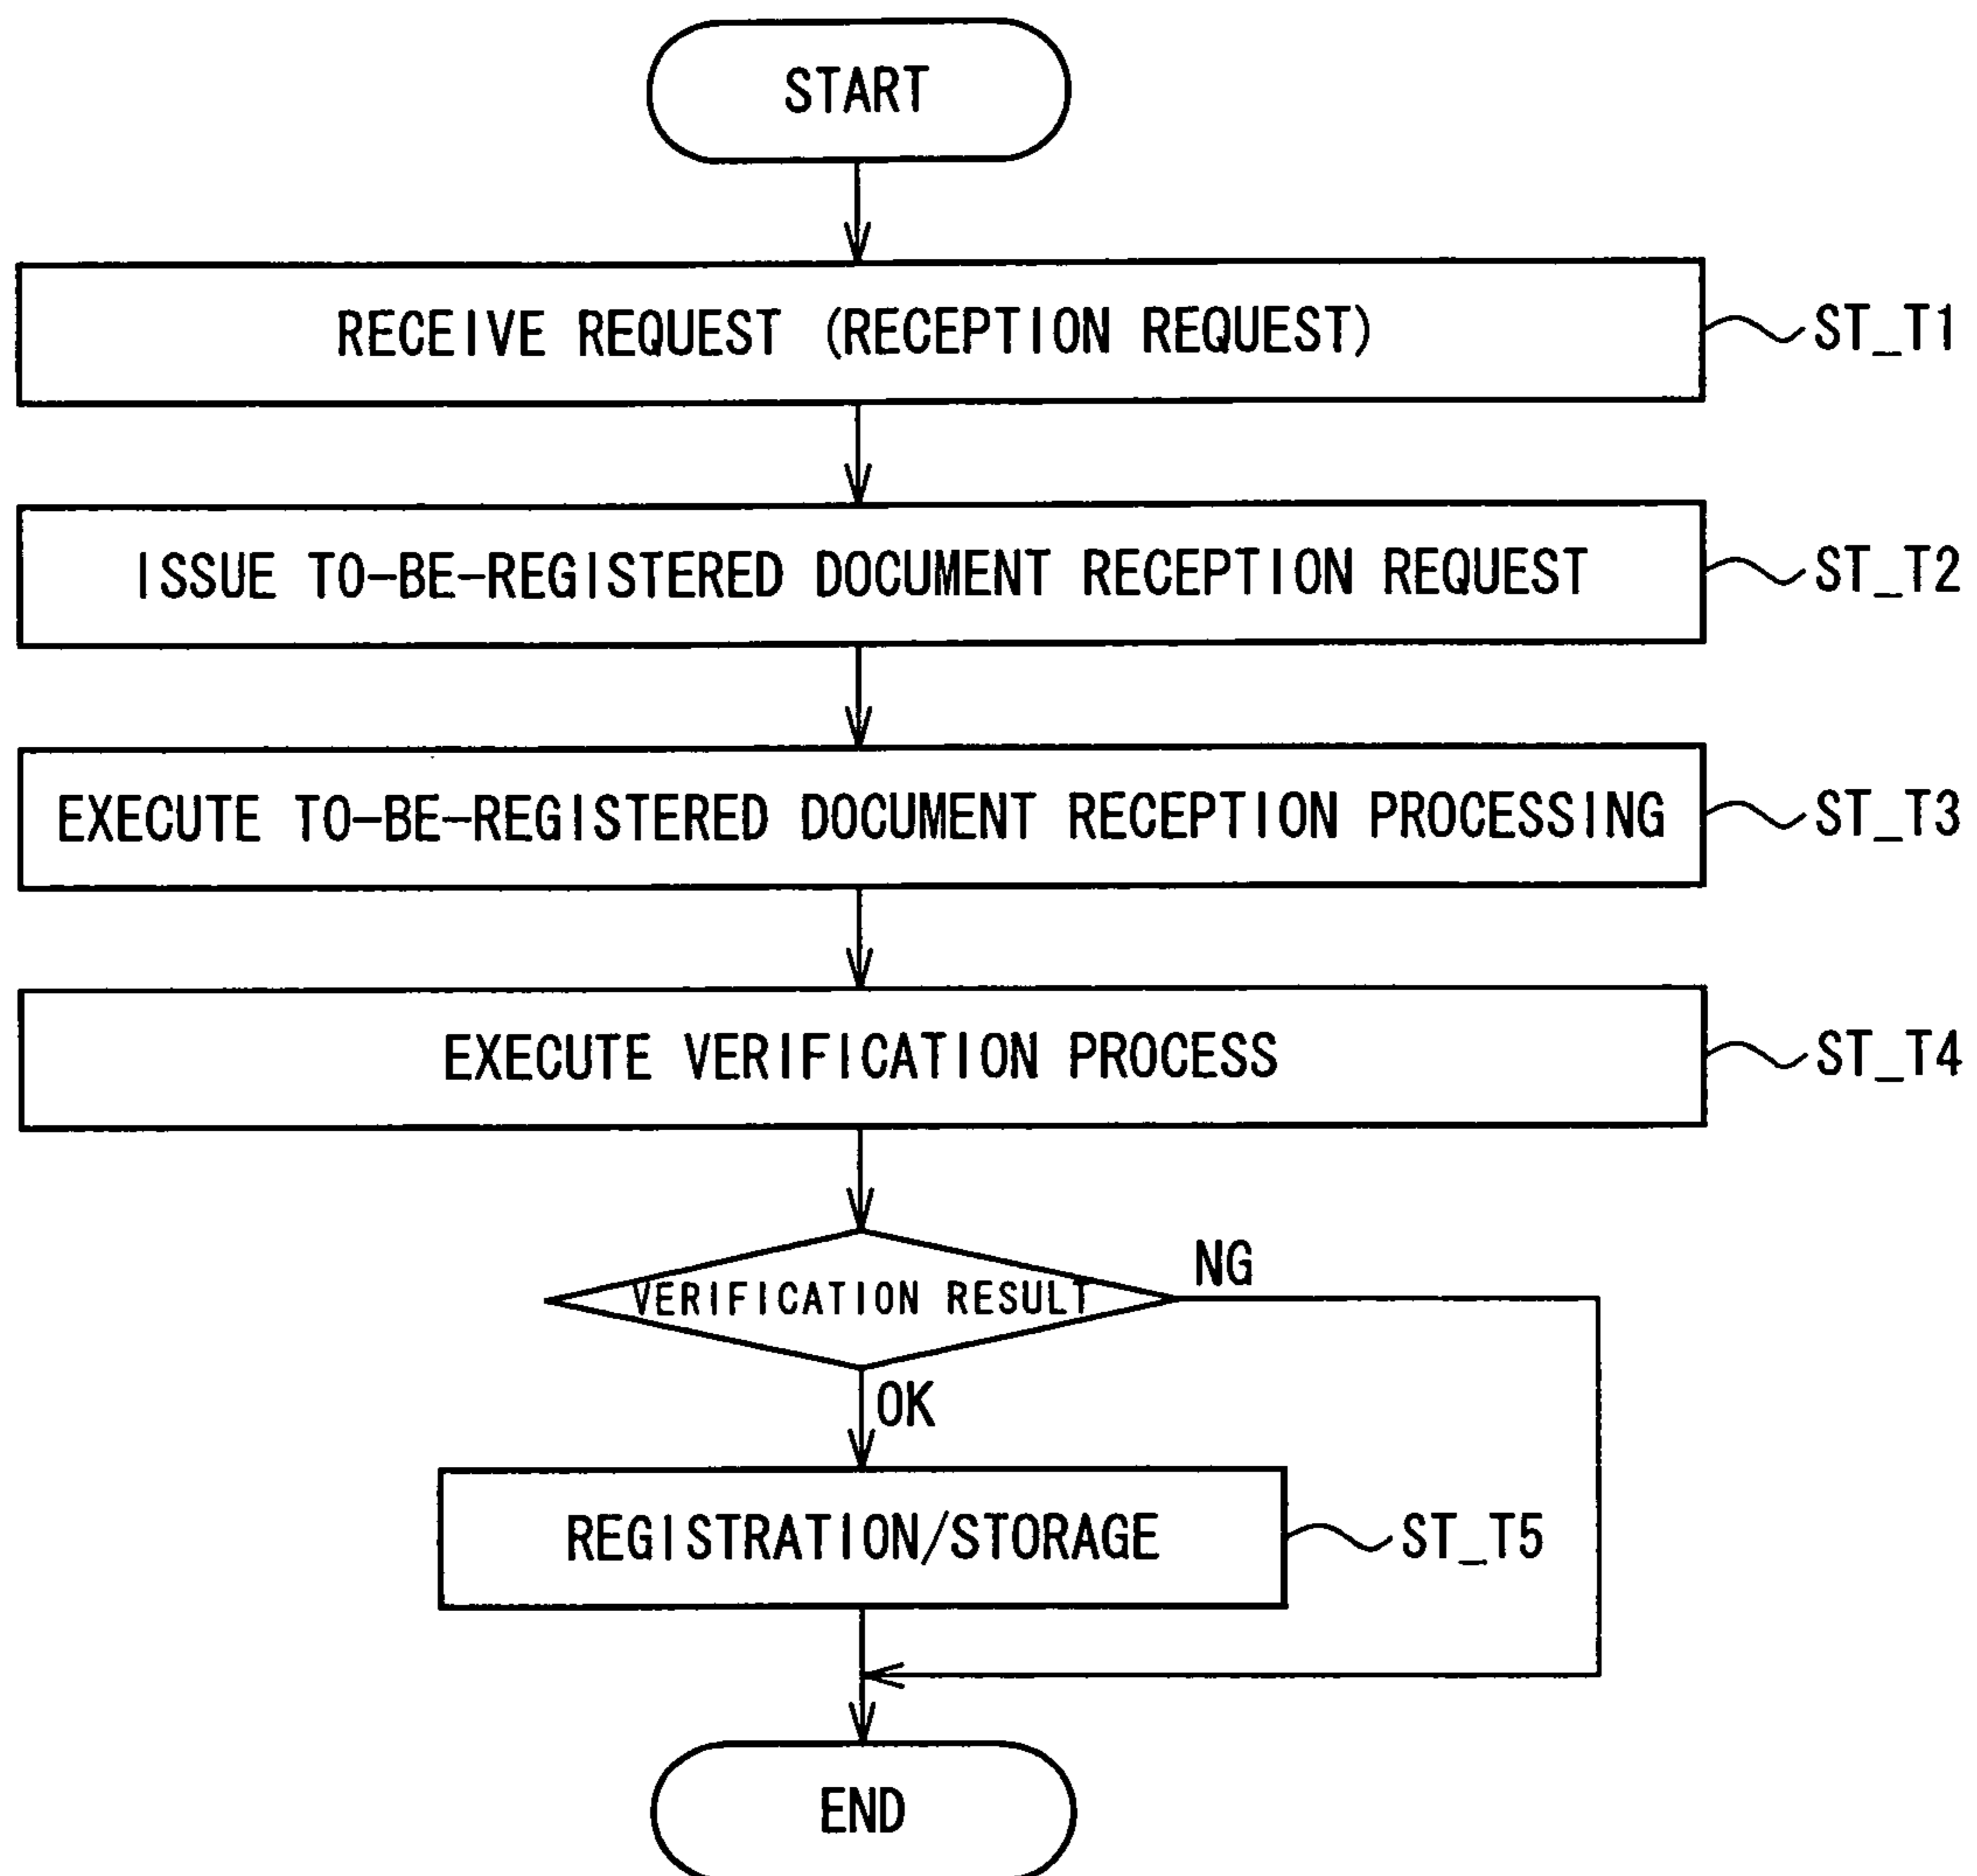 START
RECEIVE REQUEST (RECEPTION REQUEST)
ST_T1
ISSUE TO-BE-REGISTERED DOCUMENT RECEPTION REQUEST
ST_T2
EXECUTE TO-BE-REGISTERED DOCUMENT RECEPTION PROCESSING
ST_T3
EXECUTE VERIFICATION PROCESS
ST_T4
VERIFICATION RESULT
NG
OK
REGISTRATION/STORAGE
ST_T5
END